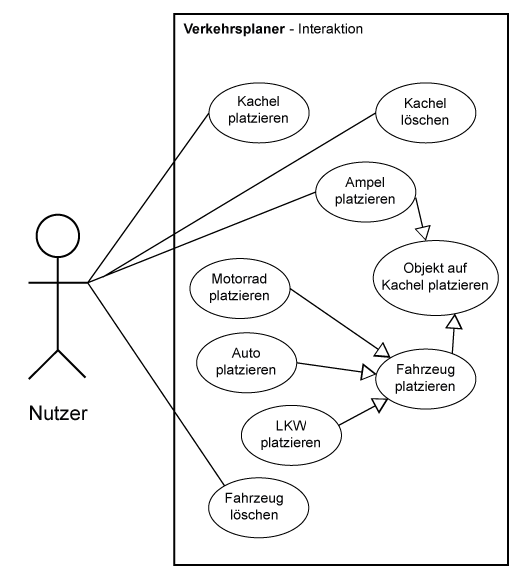 Verkehrsplaner - Interaktion
Kachel
platzieren
Kachel
löschen
Ampel
platzieren
Objekt auf
Kachel platzieren
Motorrad
platzieren
Auto
platzieren
Fahrzeug
platzieren
LKW
platzieren
Nutzer
Fahrzeug
löschen